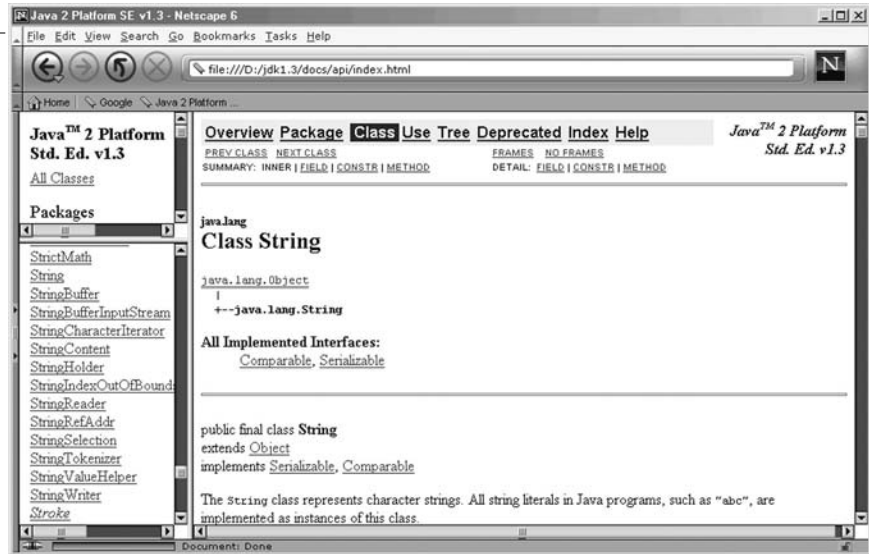 Java 2 Platform SE v1.3 - Netscape 6
File Edit View Search Go Bookmarks Tasks Help
file:///D:/jdk1.3/docs/api/index.html
N
Home Google Java 2 Platform ...
Java™ 2 Platform
Std. Ed. v1.3
All Classes
Packages
StrictMath
String
StringBuffer
StringBufferInputStream
StringCharacterIterator
StringContent
StringHolder
StringIndexOutOfBounds
StringReader
StringRefAddr
StringSelection
StringTokenizer
StringValueHelper
StringWriter
Stroke
Overview Package Class Use Tree Deprecated Index Help
Java™ 2 Platform
Std. Ed. v1.3
PREV CLASS NEXT CLASS
FRAMES NO FRAMES
SUMMARY: INNER | FIELD | CONSTR | METHOD
DETAIL: FIELD | CONSTR | METHOD
java.lang
Class String
java.lang.Object
|
+--java.lang.String
All Implemented Interfaces:
Comparable, Serializable
public final class String
extends Object
implements Serializable, Comparable
The String class represents character strings. All string literals in Java programs, such as "abc", are
implemented as instances of this class.
Document: Done